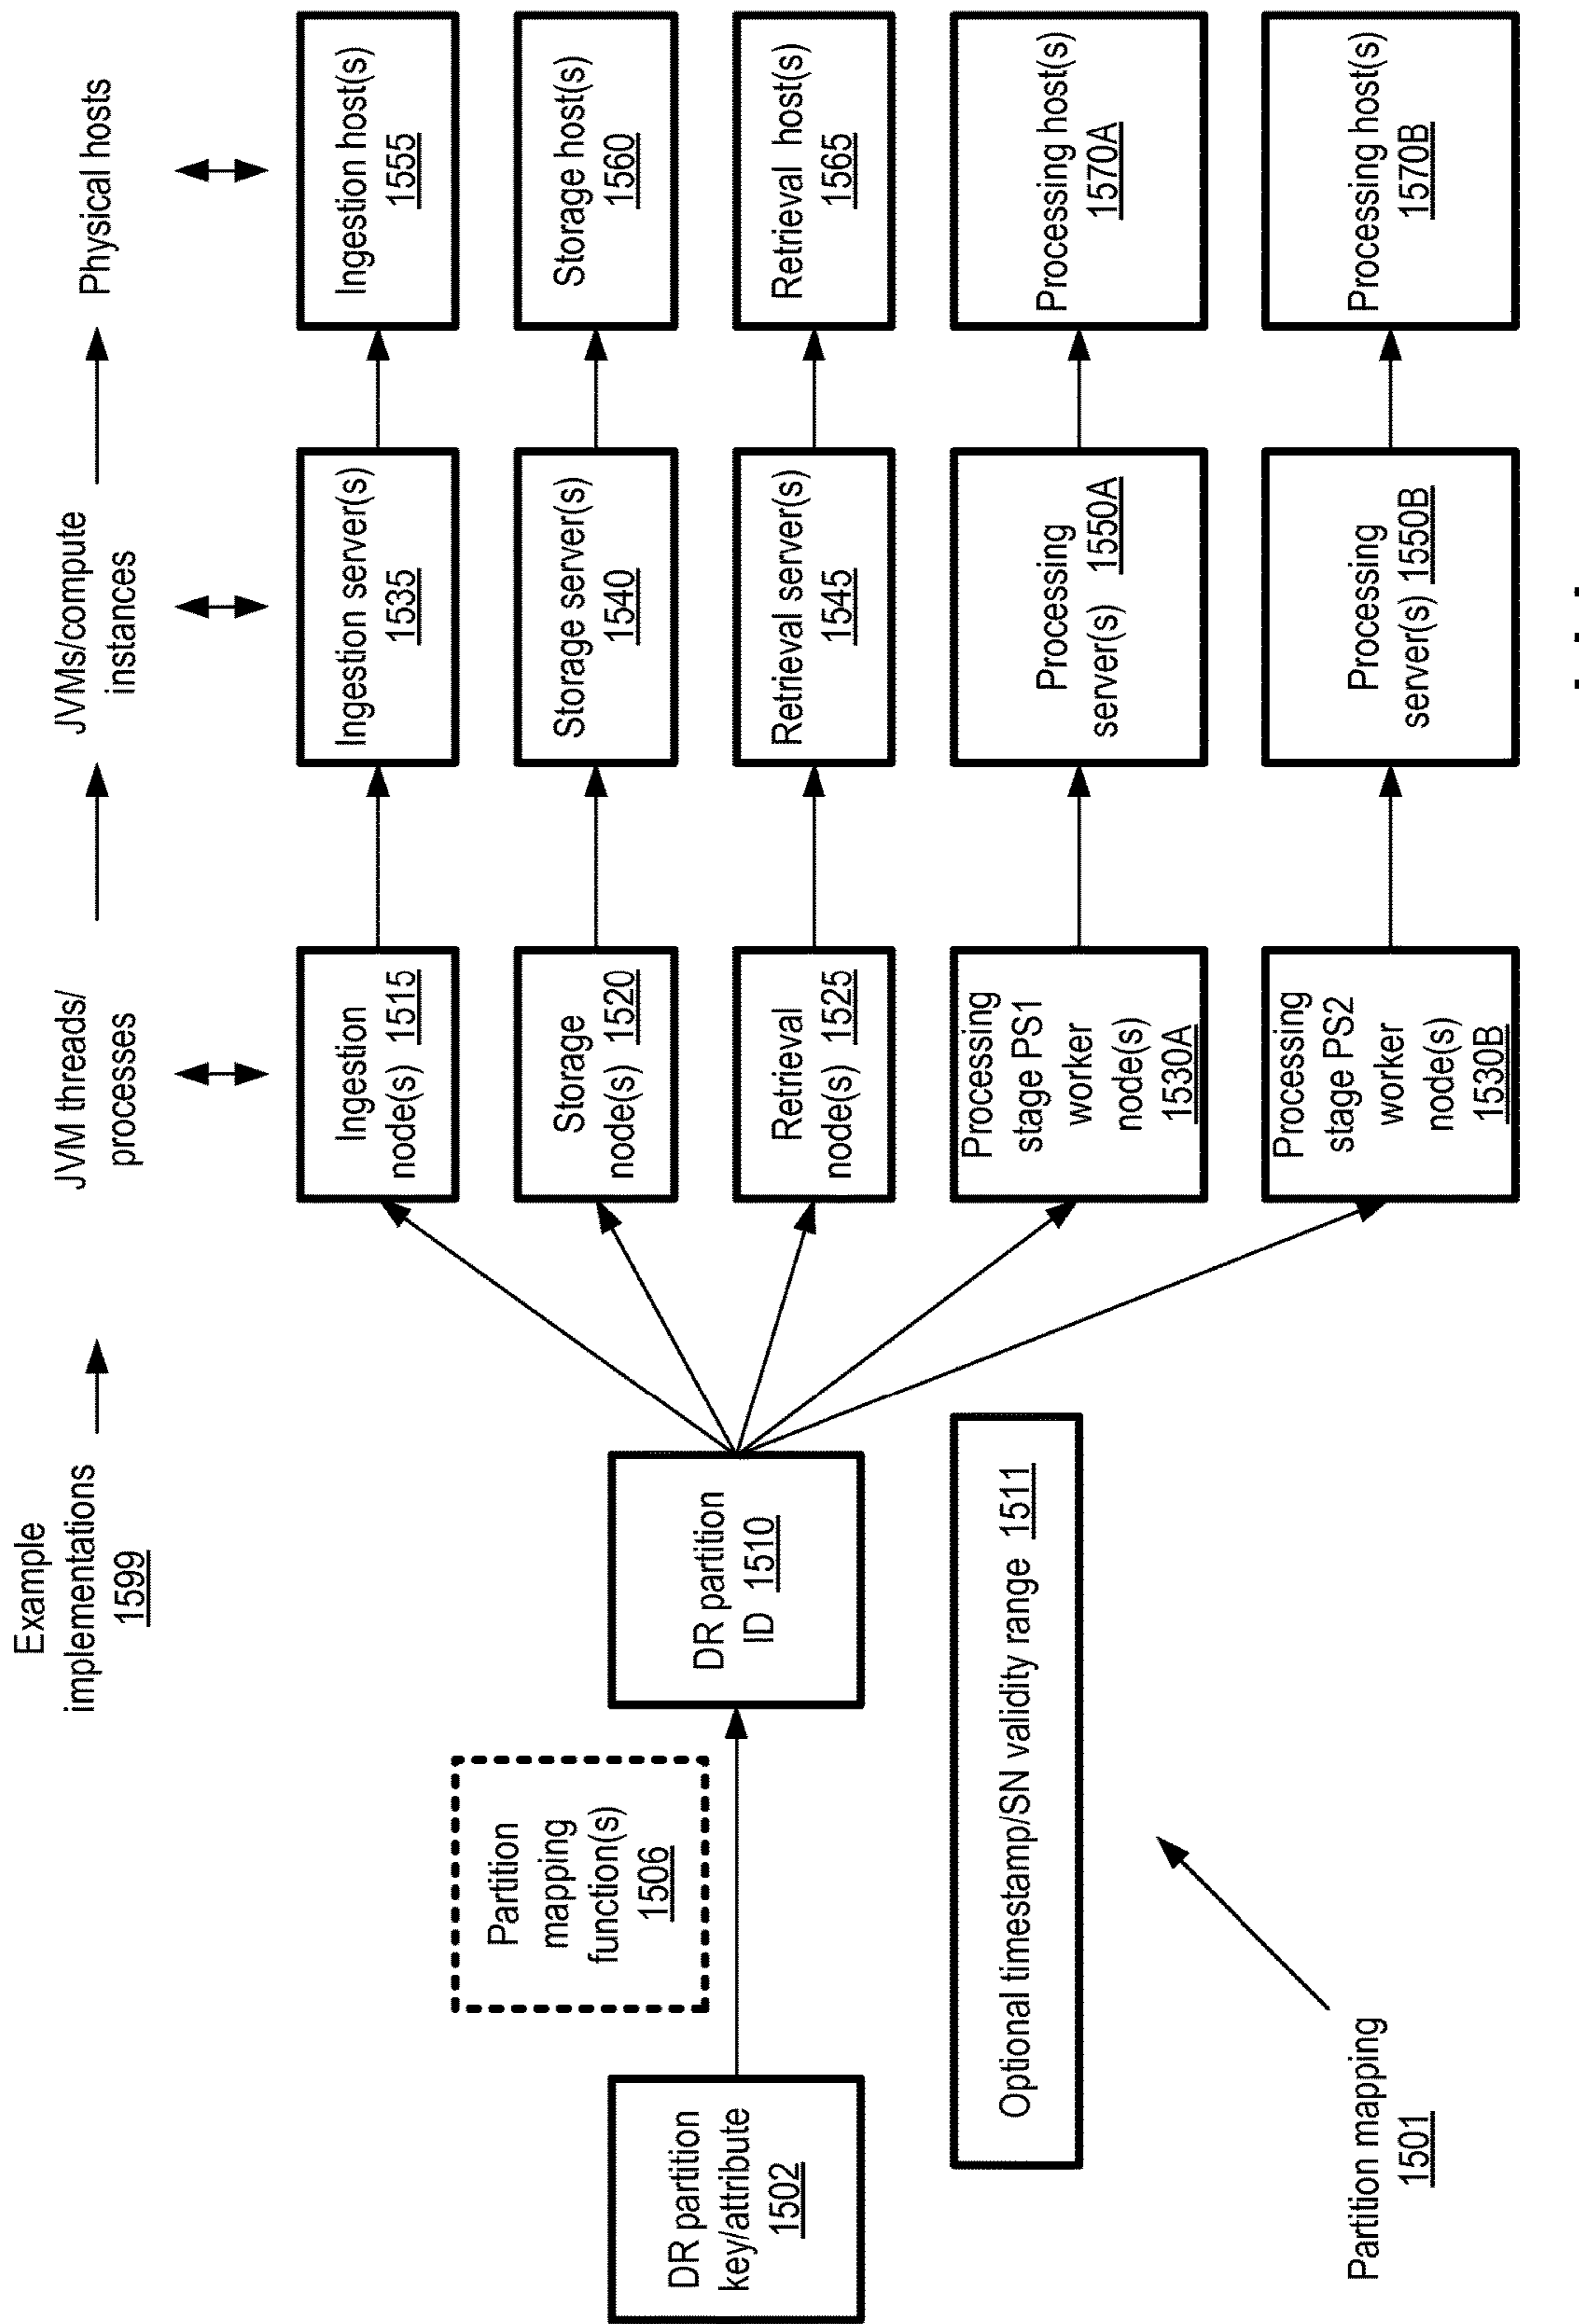 Example
implementations
1599
JVM threads/
processes
JVMs/compute
instances
Physical hosts
DR partition
key/attribute
1502
Partition
mapping
function(s)
1506
DR partition
ID 1510
Optional timestamp/SN validity range 1511
Partition mapping
1501
Ingestion
node(s) 1515
Ingestion server(s)
1535
Ingestion host(s)
1555
Storage
node(s) 1520
Storage server(s)
1540
Storage host(s)
1560
Retrieval
node(s) 1525
Retrieval server(s)
1545
Retrieval host(s)
1565
Processing
stage PS1
worker
node(s)
1530A
Processing
server(s) 1550A
Processing host(s)
1570A
Processing
stage PS2
worker
node(s)
1530B
Processing
server(s) 1550B
Processing host(s)
1570B